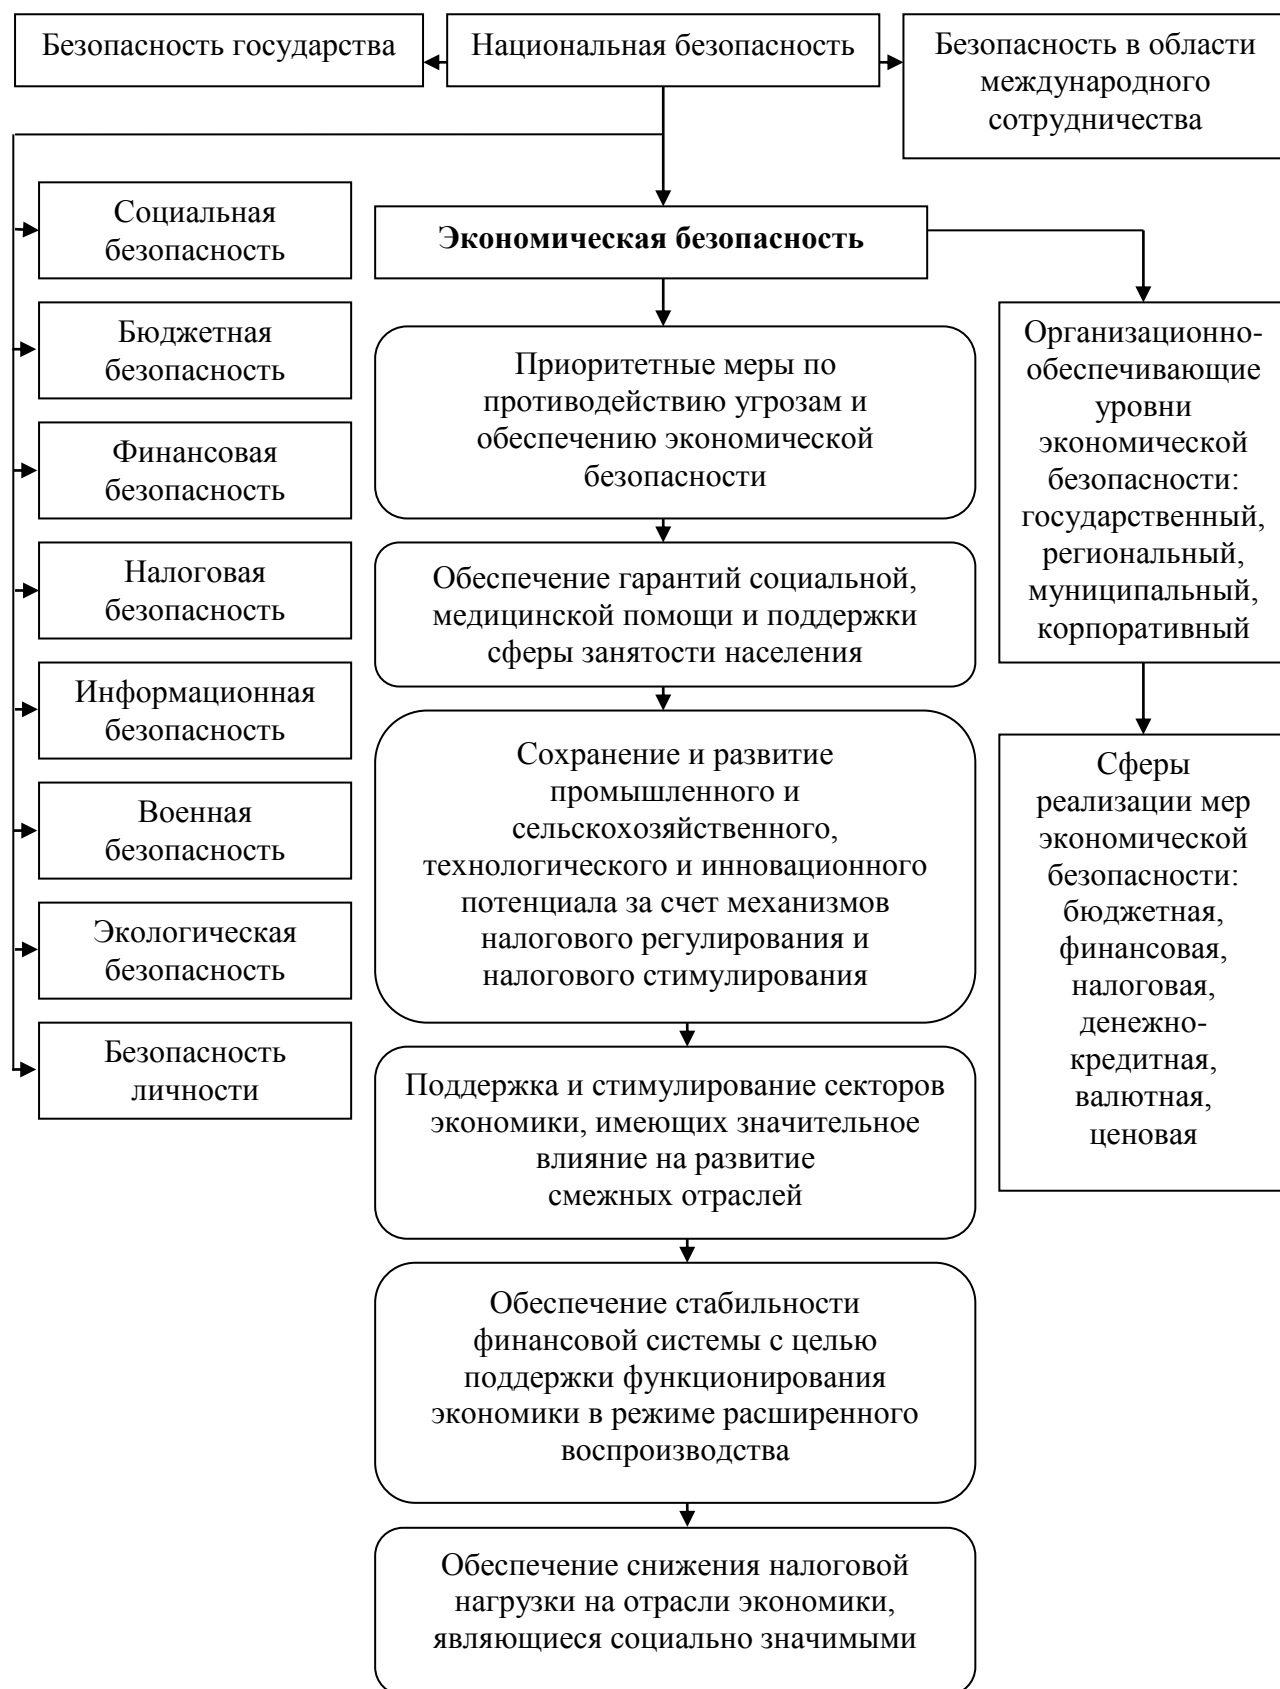 Безопасность государства
Национальная безопасность
Безопасность в области
международного
сотрудничества
Социальная
безопасность
Бюджетная
безопасность
Финансовая
безопасность
Налоговая
безопасность
Информационная
безопасность
Военная
безопасность
Экологическая
безопасность
Безопасность
личности
Экономическая безопасность
Приоритетные меры по
противодействию угрозам и
обеспечению экономической
безопасности
Обеспечение гарантий социальной,
медицинской помощи и поддержки
сферы занятости населения
Сохранение и развитие
промышленного и
сельскохозяйственного,
технологического и инновационного
потенциала за счет механизмов
налогового регулирования и
налогового стимулирования
Поддержка и стимулирование секторов
экономики, имеющих значительное
влияние на развитие
смежных отраслей
Обеспечение стабильности
финансовой системы с целью
поддержки функционирования
экономики в режиме расширенного
воспроизводства
Обеспечение снижения налоговой
нагрузки на отрасли экономики,
являющиеся социально значимыми
Организационно-
обеспечивающие
уровни
экономической
безопасности:
государственный,
региональный,
муниципальный,
корпоративный
Сферы
реализации мер
экономической
безопасности:
бюджетная,
финансовая,
налоговая,
денежно-
кредитная,
валютная,
ценовая